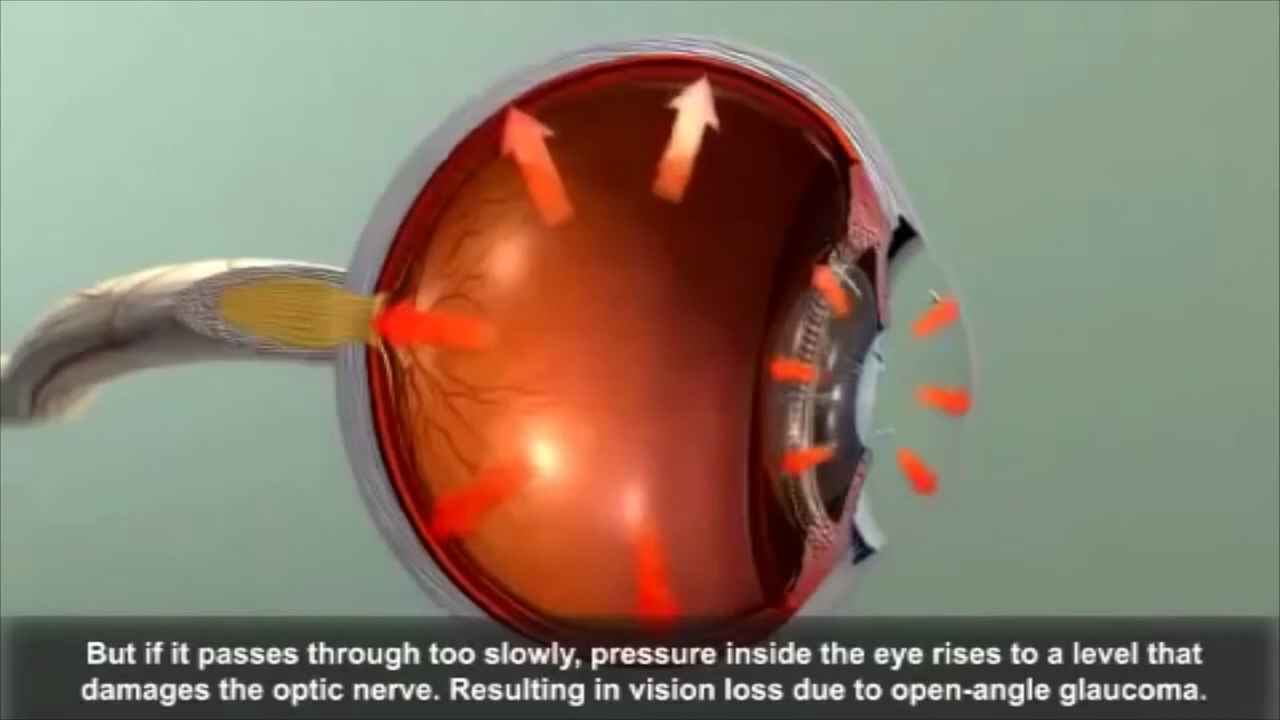 But if it passes through too slowly, pressure inside the eye rises to a level that
damages the optic nerve. Resulting in vision loss due to open-angle glaucoma.